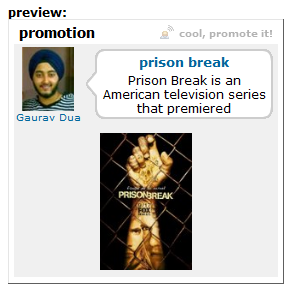 preview:
promotion
cool, promote it!
prison break
Prison Break is an
American television series
that premiered
Gaurav Dua
PRISON BREAK
FOX